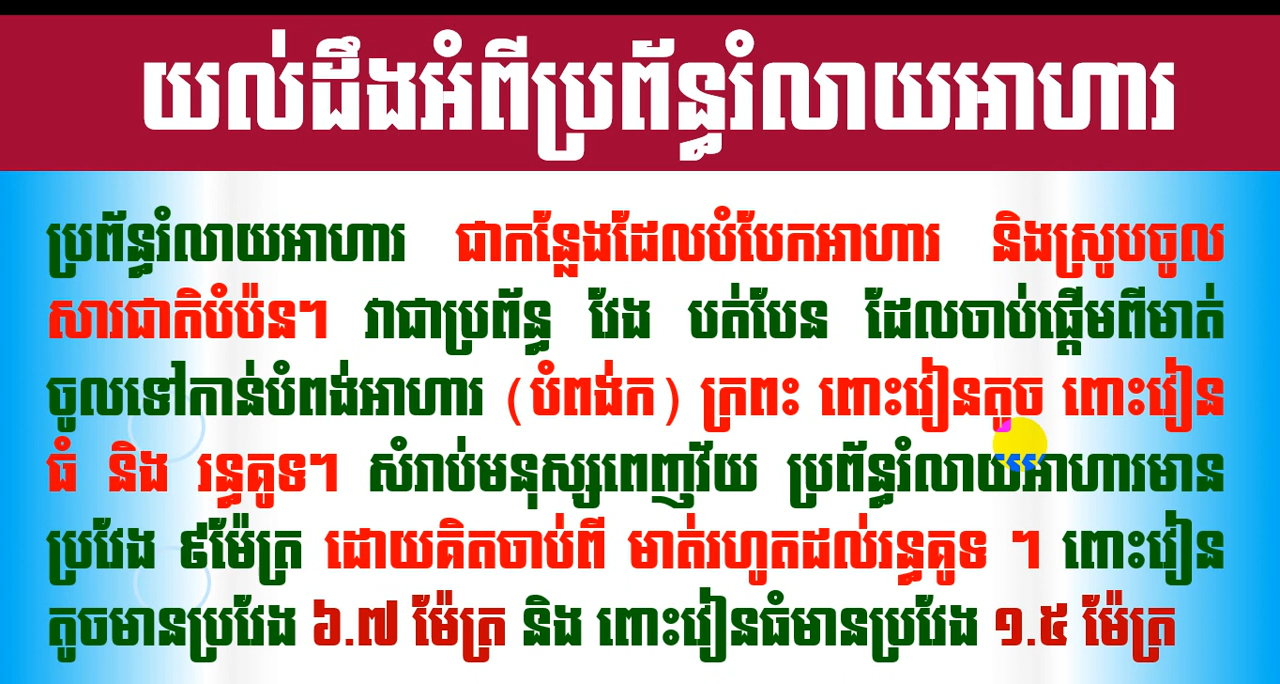 យល់ដឹងអំពីប្រព័ន្ធរំលាយអាហារ
ប្រព័ន្ធរំលាយអាហារ ជាកន្លែងដែលបំបែកអាហារ និងស្រូបចូល
សារជាតិបំប៉ន។ វាជាប្រព័ន្ធ វែង បត់បែន ដែលចាប់ផ្តើមពីមាត់
ចូលទៅកាន់បំពង់អាហារ (បំពង់ក) ក្រពះ ពោះវៀនតូច ពោះវៀន
ធំ និង រន្ធគូទ។ សំរាប់មនុស្សពេញវ័យ ប្រព័ន្ធរំលាយអាហារមាន
ប្រវែង ៩ម៉ែត្រ ដោយគិតចាប់ពី មាត់រហូតដល់រន្ធគូទ ។ ពោះវៀន
តូចមានប្រវែង ៦.៧ ម៉ែត្រ និង ពោះវៀនធំមានប្រវែង ១.៥ ម៉ែត្រ